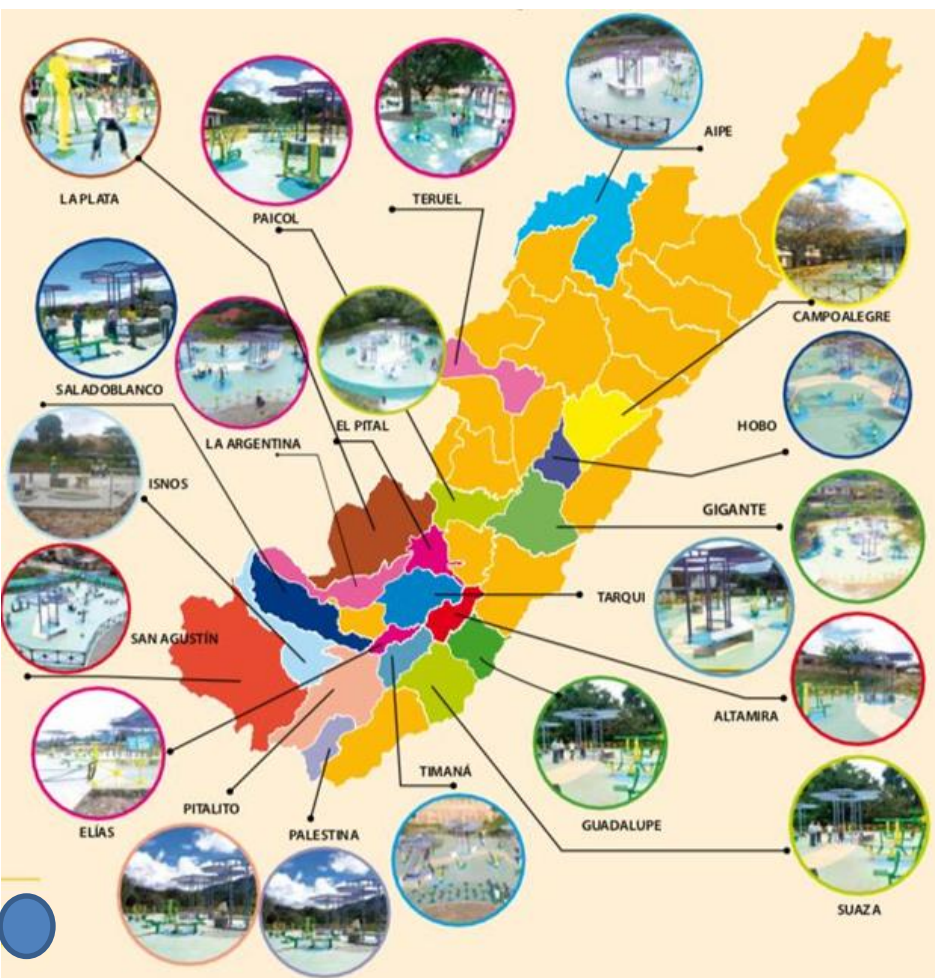 AIPE
LA PLATA
TERUEL
PAICOL
CAMPOALEGRE
SALADOBLANCO
HOBO
EL PITAL
LA ARGENTINA
ISNOS
GIGANTE
TARQUI
SAN AGUSTÍN
ALTAMIRA
TIMANÁ
PITALITO
GUADALUPE
ELÍAS
PALESTINA
SUAZA